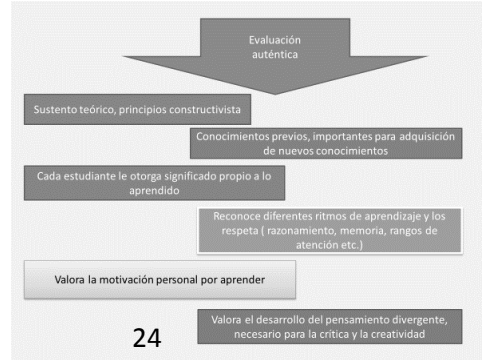 Evaluación
auténtica
Sustento teórico, principios constructivista
Conocimientos previos, importantes para adquisición
de nuevos conocimientos
Cada estudiante le otorga significado propio a lo
aprendido
Reconoce diferentes ritmos de aprendizaje y los
respeta ( razonamiento, memoria, rangos de
atención etc.)
Valora la motivación personal por aprender
Valora el desarrollo del pensamiento divergente,
necesario para la crítica y la creatividad
24